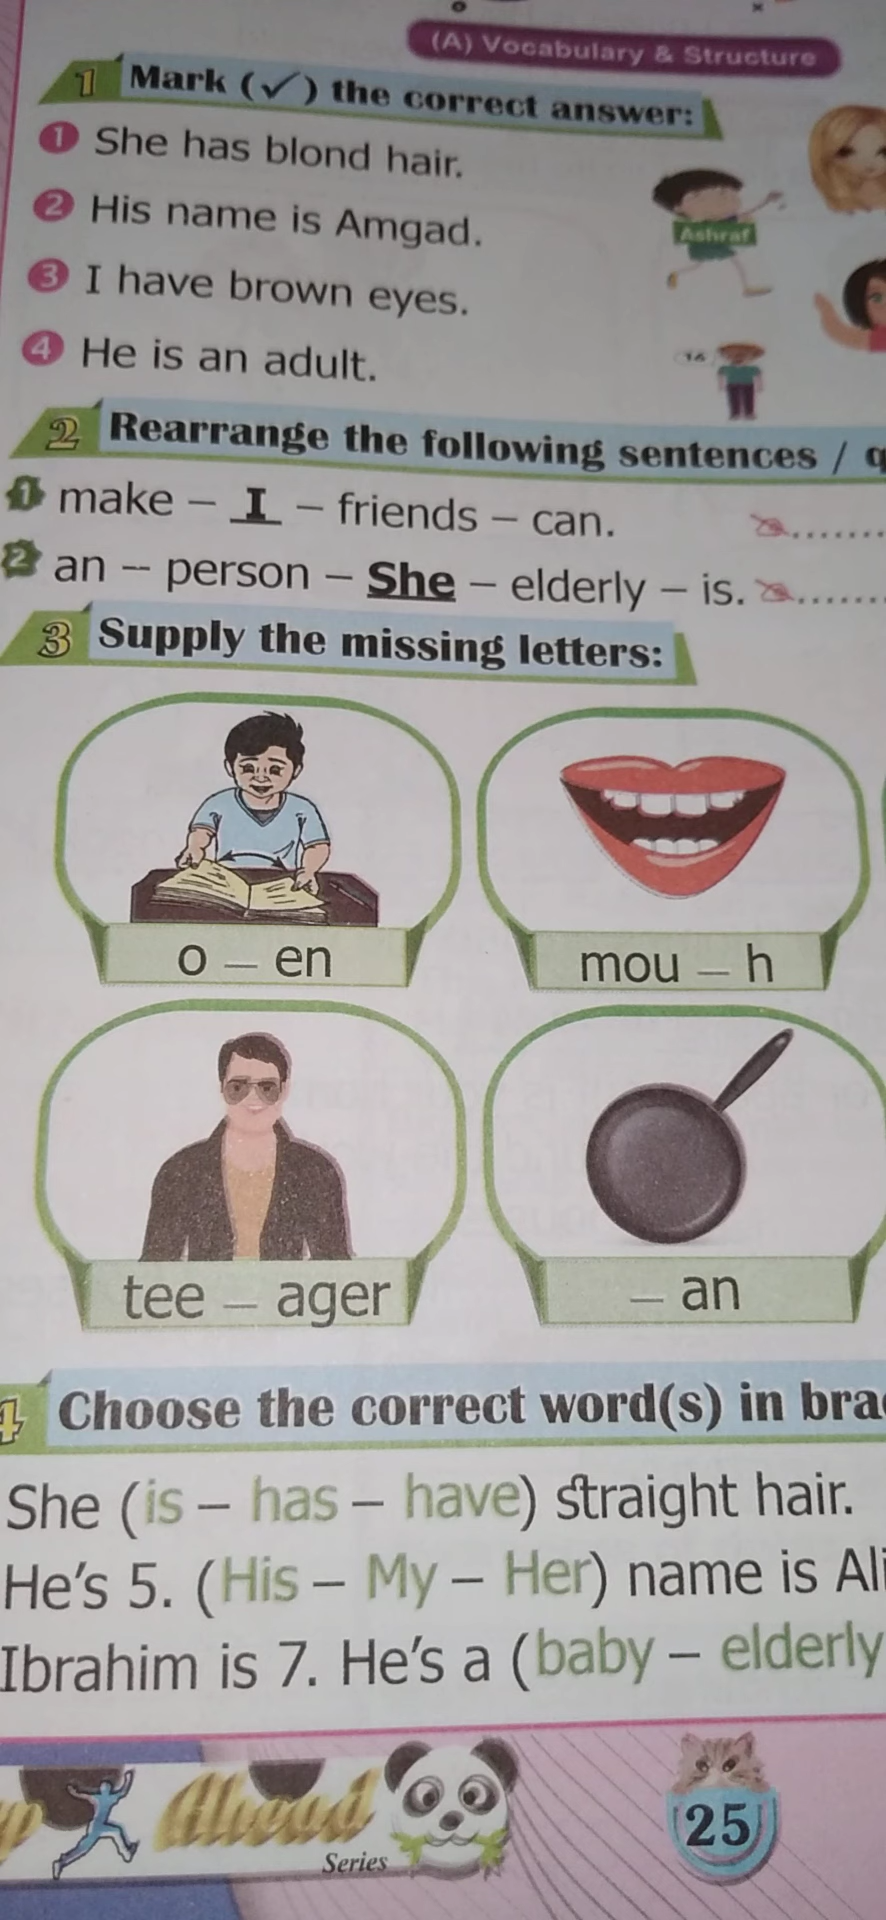 (A) Vocabulary & Structure
1 Mark (✓) the correct answer:
1 She has blond hair.
2 His name is Amgad.
Ashraf
3 I have brown eyes.
4 He is an adult.
16
2 Rearrange the following sentences / q
1 make – I – friends – can. ........
2 an – person – She – elderly – is. ........
3 Supply the missing letters:
o – en
mou – h
tee – ager
– an
4 Choose the correct word(s) in bra
She (is – has – have) straight hair.
He's 5. (His – My – Her) name is Ali
Ibrahim is 7. He's a (baby – elderly
Ahead
Series
25